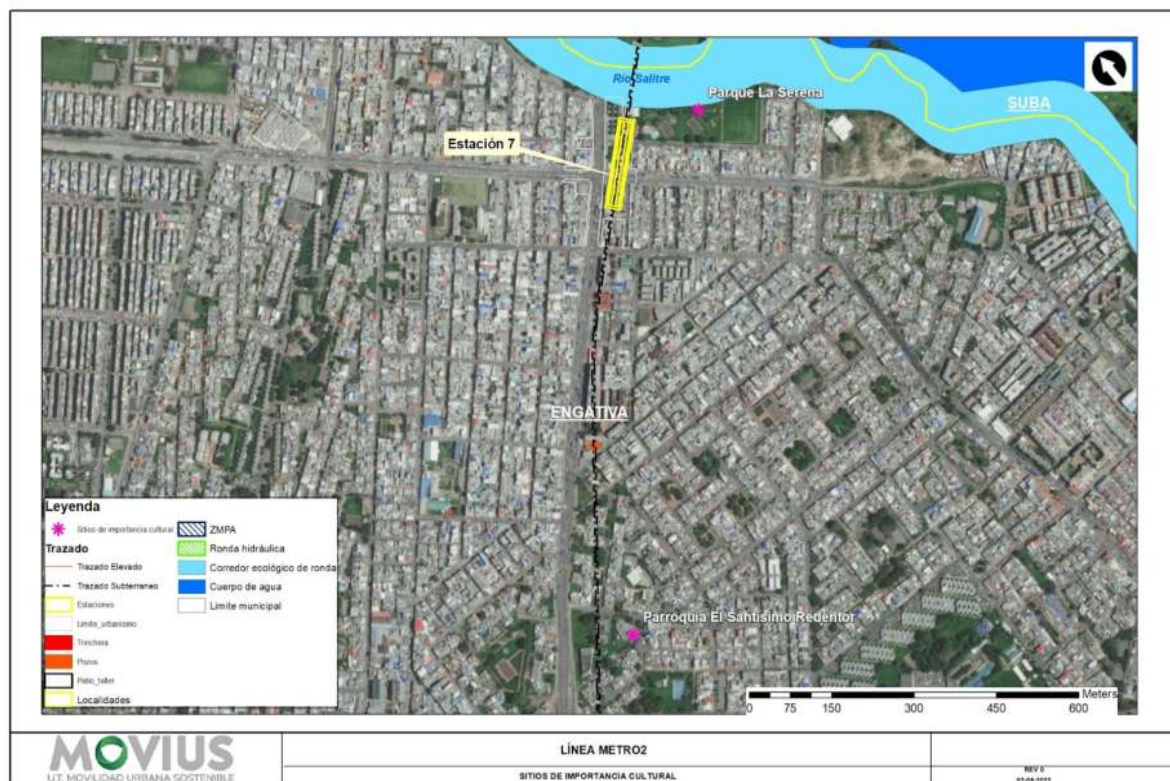 Rio Salitre
Parque La Serena
SUBA
Estación 7
ENGATIVA
Parroquia El Santísimo Redentor
Leyenda
Sitios de importancia cultural
Trazado
Trazado Elevado
Trazado Subterraneo
Estaciones
Limite_urbanismo
Trinchera
Pozos
Patio_taller
Localidades
ZMPA
Ronda hidráulica
Corredor ecológico de ronda
Cuerpo de agua
Limite municipal
Meters
0 75 150 300 450 600
MOVIUS
U.T. MOVILIDAD URBANA SOSTENIBLE
LÍNEA METRO2
SITIOS DE IMPORTANCIA CULTURAL
REV 0